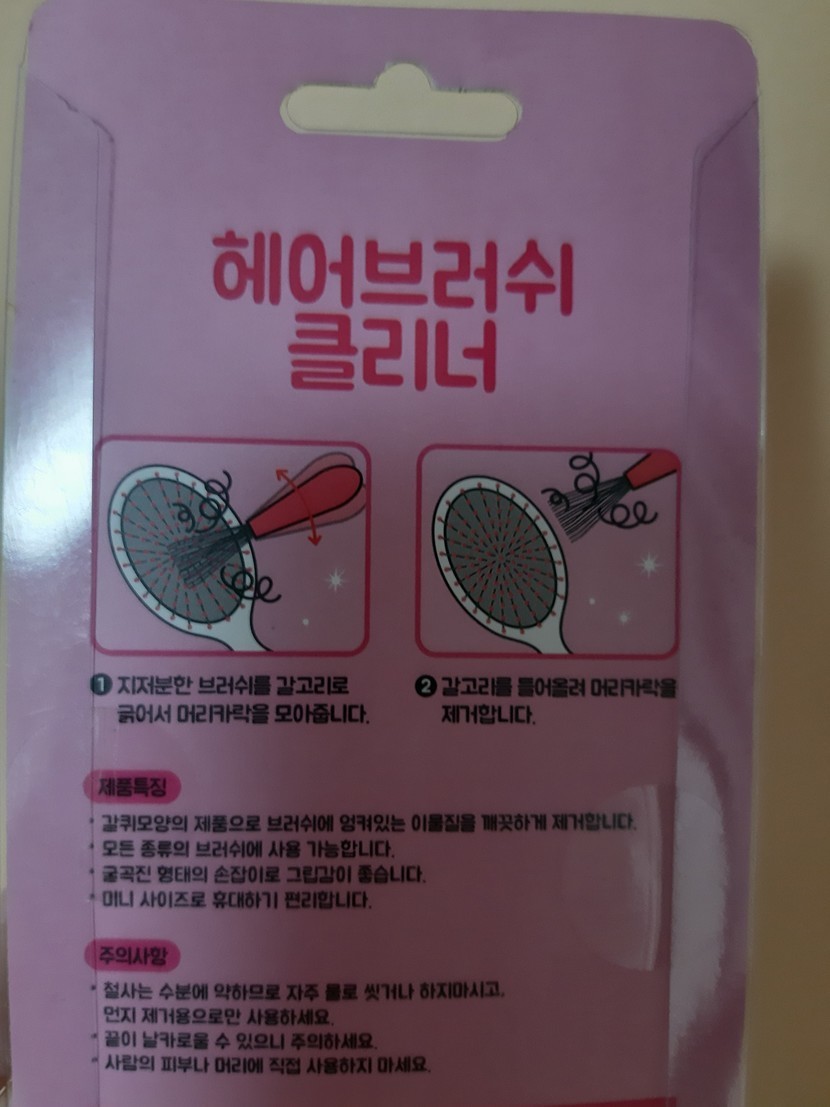 헤어브러쉬
클리너
1 지저분한 브러쉬를 갈고리로
긁어서 머리카락을 모아줍니다.
2 갈고리를 들어올려 머리카락을
제거합니다.
제품특징
* 갈퀴모양의 제품으로 브러쉬에 엉켜있는 이물질을 깨끗하게 제거합니다.
* 모든 종류의 브러쉬에 사용 가능합니다.
* 굴곡진 형태의 손잡이로 그립감이 좋습니다.
* 미니 사이즈로 휴대하기 편리합니다.
주의사항
* 철사는 수분에 약하므로 자주 물로 씻거나 하지마시고,
먼지 제거용으로만 사용하세요.
* 끝이 날카로울 수 있으니 주의하세요.
* 사람의 피부나 머리에 직접 사용하지 마세요.